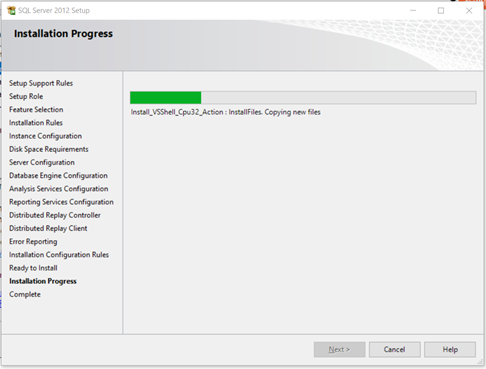 SQL Server 2012 Setup
Installation Progress
Setup Support Rules
Setup Role
Feature Selection
Installation Rules
Instance Configuration
Disk Space Requirements
Server Configuration
Database Engine Configuration
Analysis Services Configuration
Reporting Services Configuration
Distributed Replay Controller
Distributed Replay Client
Error Reporting
Installation Configuration Rules
Ready to Install
Installation Progress
Complete
Install_VSShell_Cpu32_Action : InstallFiles. Copying new files
Next >
Cancel
Help